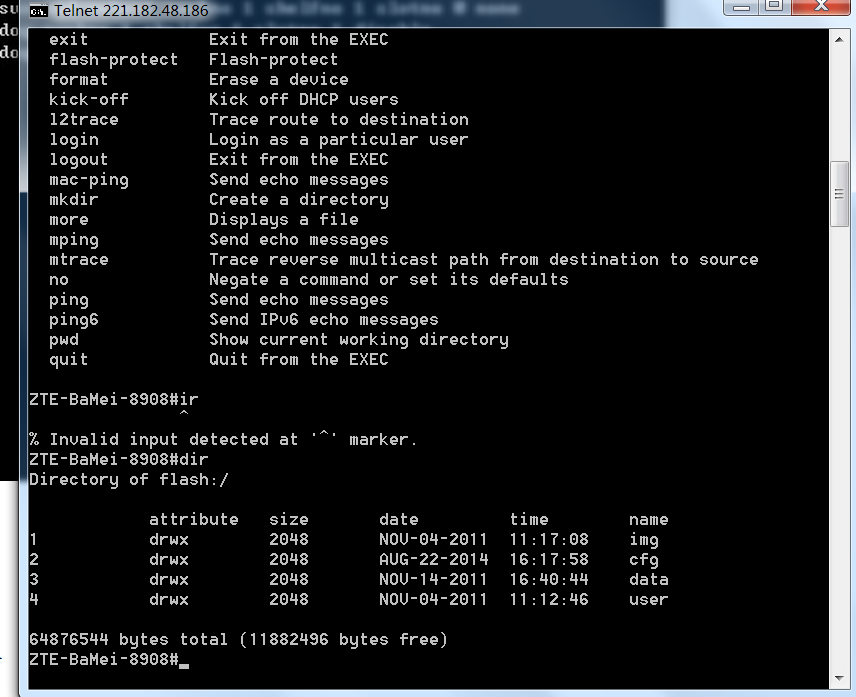 Telnet 221.182.48.186
exit Exit from the EXEC
flash-protect Flash-protect
format Erase a device
kick-off Kick off DHCP users
l2trace Trace route to destination
login Login as a particular user
logout Exit from the EXEC
mac-ping Send echo messages
mkdir Create a directory
more Displays a file
mping Send echo messages
mtrace Trace reverse multicast path from destination to source
no Negate a command or set its defaults
ping Send echo messages
ping6 Send IPv6 echo messages
pwd Show current working directory
quit Quit from the EXEC
ZTE-BaMei-8908#ir
^
% Invalid input detected at '^' marker.
ZTE-BaMei-8908#dir
Directory of flash:/
attribute size date time name
1 drwx 2048 NOV-04-2011 11:17:08 img
2 drwx 2048 AUG-22-2014 16:17:58 cfg
3 drwx 2048 NOV-14-2011 16:40:44 data
4 drwx 2048 NOV-04-2011 11:12:46 user
64876544 bytes total (11882496 bytes free)
ZTE-BaMei-8908#_